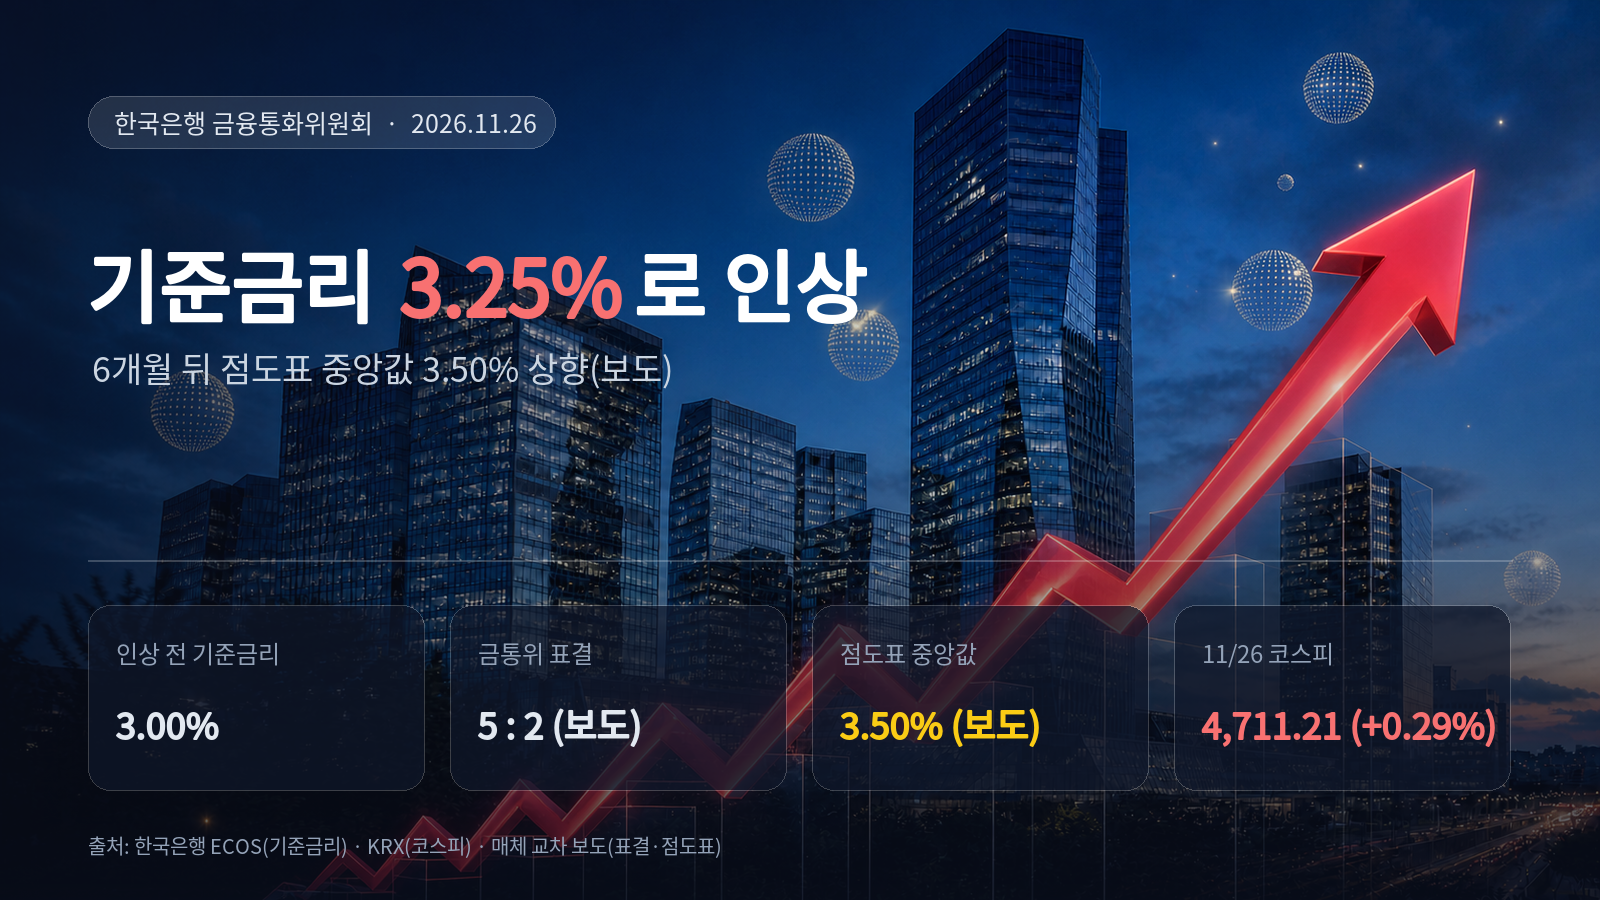 한국은행 금융통화위원회 · 2026.11.26
기준금리 3.25%로 인상
6개월 뒤 점도표 중앙값 3.50% 상향(보도)
인상 전 기준금리
3.00%
금통위 표결
5 : 2 (보도)
점도표 중앙값
3.50% (보도)
11/26 코스피
4,711.21 (+0.29%)
출처: 한국은행 ECOS(기준금리) · KRX(코스피) · 매체 교차 보도(표결·점도표)